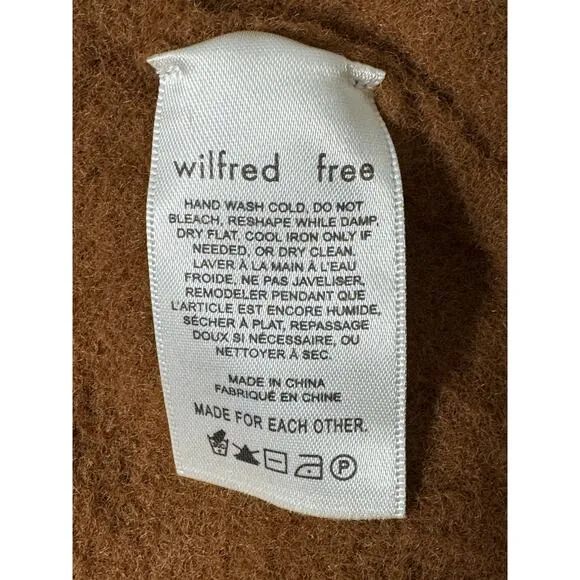 wilfred free
HAND WASH COLD, DO NOT
BLEACH, RESHAPE WHILE DAMP,
DRY FLAT, COOL IRON ONLY IF
NEEDED, OR DRY CLEAN.
LAVER À LA MAIN À L'EAU
FROIDE, NE PAS JAVELISER,
REMODELER PENDANT QUE
L'ARTICLE EST ENCORE HUMIDE,
SÉCHER À PLAT, REPASSAGE
DOUX SI NÉCESSAIRE, OU
NETTOYER À SEC.
MADE IN CHINA
FABRIQUÉ EN CHINE
MADE FOR EACH OTHER.
P